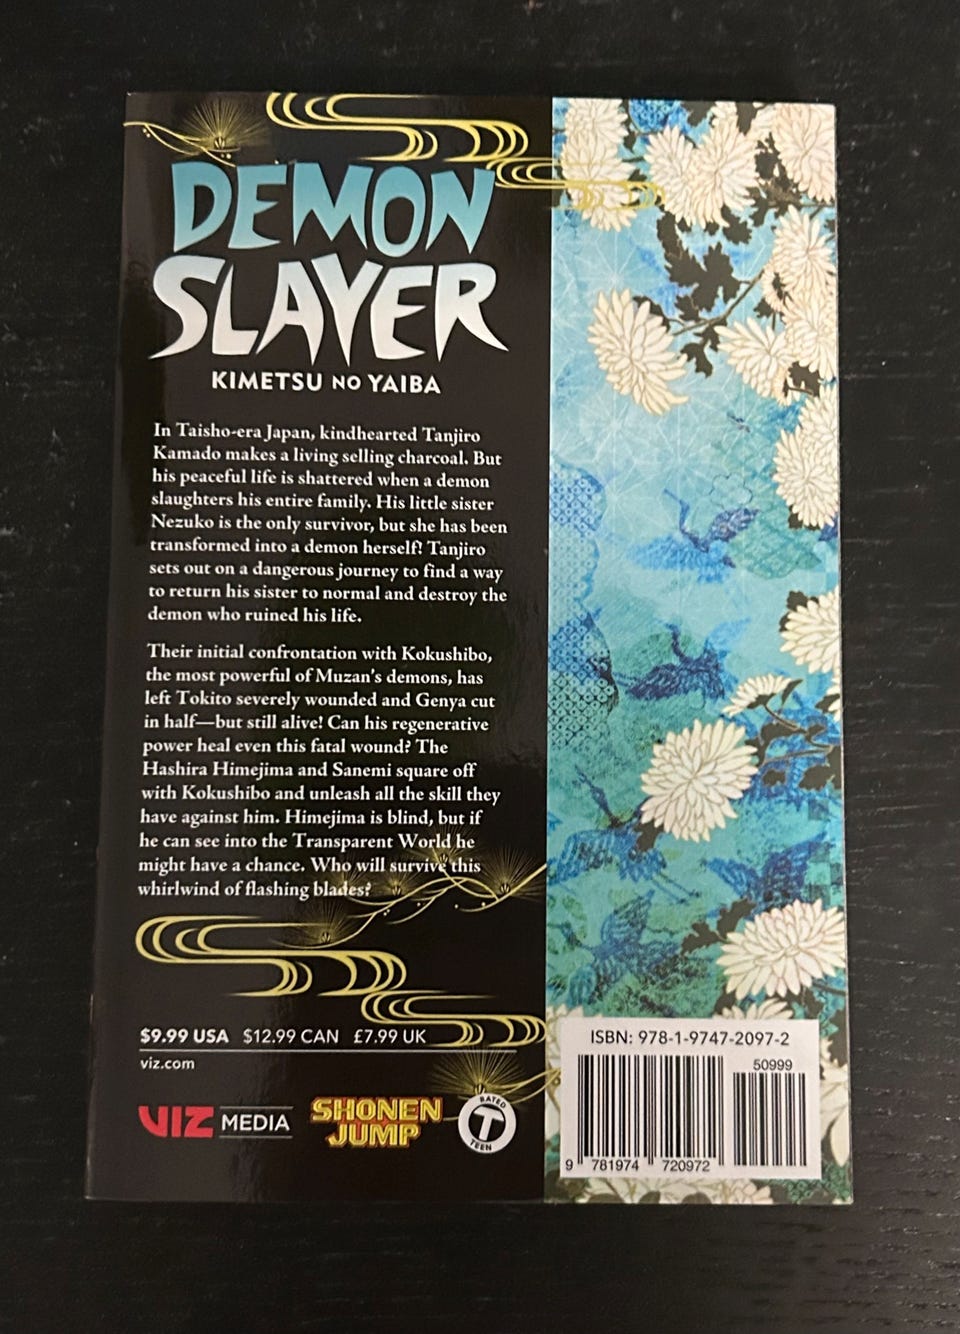 DEMON
SLAYER
KIMETSU NO YAIBA
In Taisho-era Japan, kindhearted Tanjiro
Kamado makes a living selling charcoal. But
his peaceful life is shattered when a demon
slaughters his entire family. His little sister
Nezuko is the only survivor, but she has been
transformed into a demon herself! Tanjiro
sets out on a dangerous journey to find a way
to return his sister to normal and destroy the
demon who ruined his life.
Their initial confrontation with Kokushibo,
the most powerful of Muzan's demons, has
left Tokito severely wounded and Genya cut
in half—but still alive! Can his regenerative
power heal even this fatal wound? The
Hashira Himejima and Sanemi square off
with Kokushibo and unleash all the skill they
have against him. Himejima is blind, but if
he can see into the Transparent World he
might have a chance. Who will survive this
whirlwind of flashing blades?
$9.99 USA $12.99 CAN £7.99 UK
viz.com
VIZ MEDIA
SHONEN
JUMP
RATED
T
TEEN
ISBN: 978-1-9747-2097-2
50999
9 781974 720972